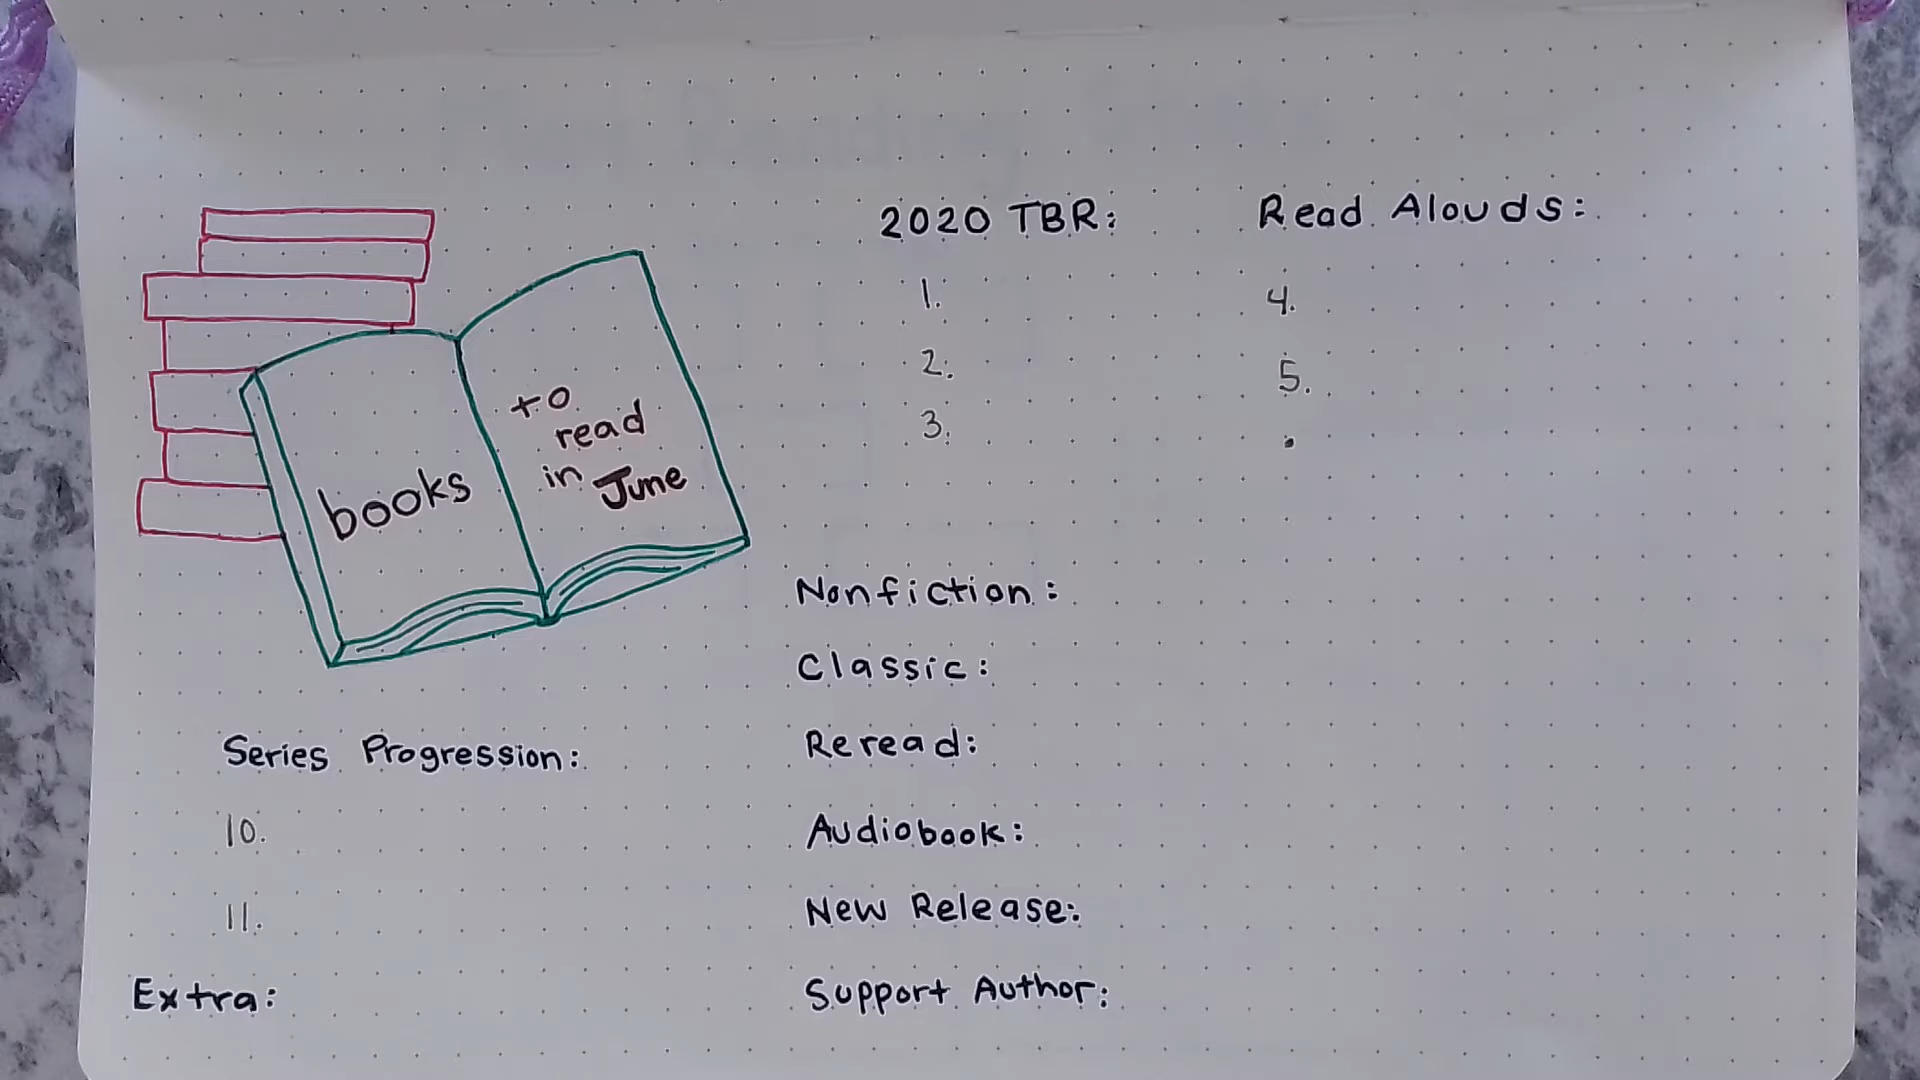 books
to
read
in June
2020 TBR:
1.
2.
3.
Read Alouds:
4.
5.
.
Nonfiction:
Classic:
Reread:
Audiobook:
New Release:
Support Author:
Series Progression:
10.
11.
Extra: